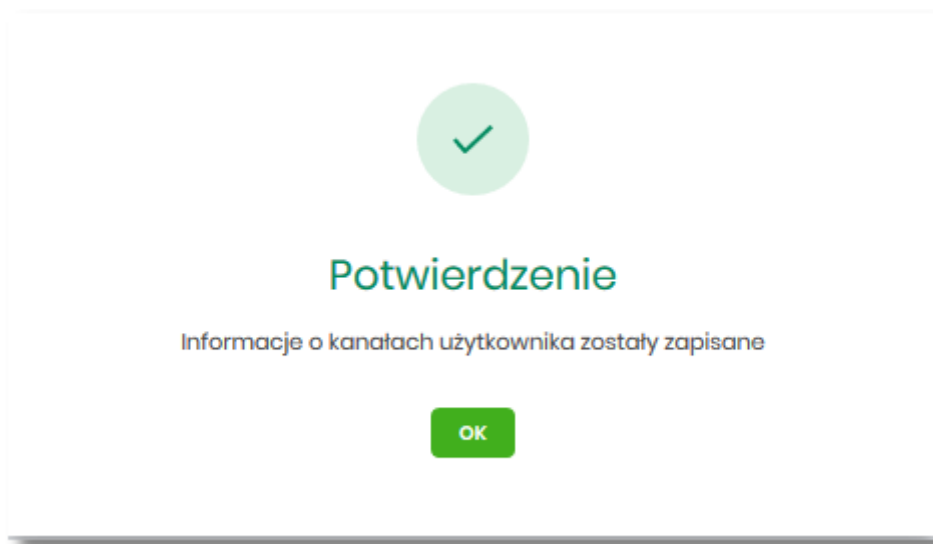 Potwierdzenie
Informacje o kanałach użytkownika zostały zapisane
OK